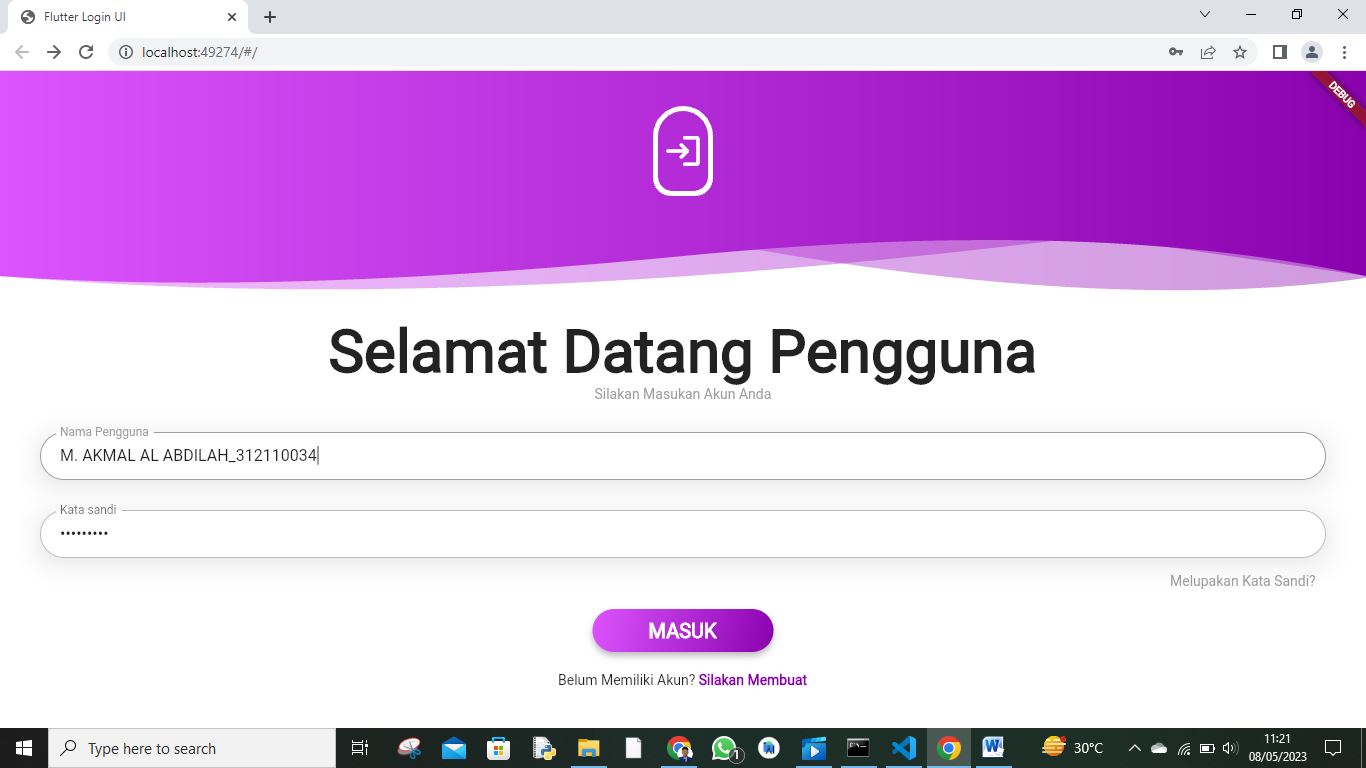 Flutter Login UI
localhost:49274/#/
DEBUG
Selamat Datang Pengguna
Silakan Masukan Akun Anda
Nama Pengguna
M. AKMAL AL ABDILAH_312110034
Kata sandi
•••••••••
Melupakan Kata Sandi?
MASUK
Belum Memiliki Akun? Silakan Membuat
Type here to search
1
30°C
11:21
08/05/2023